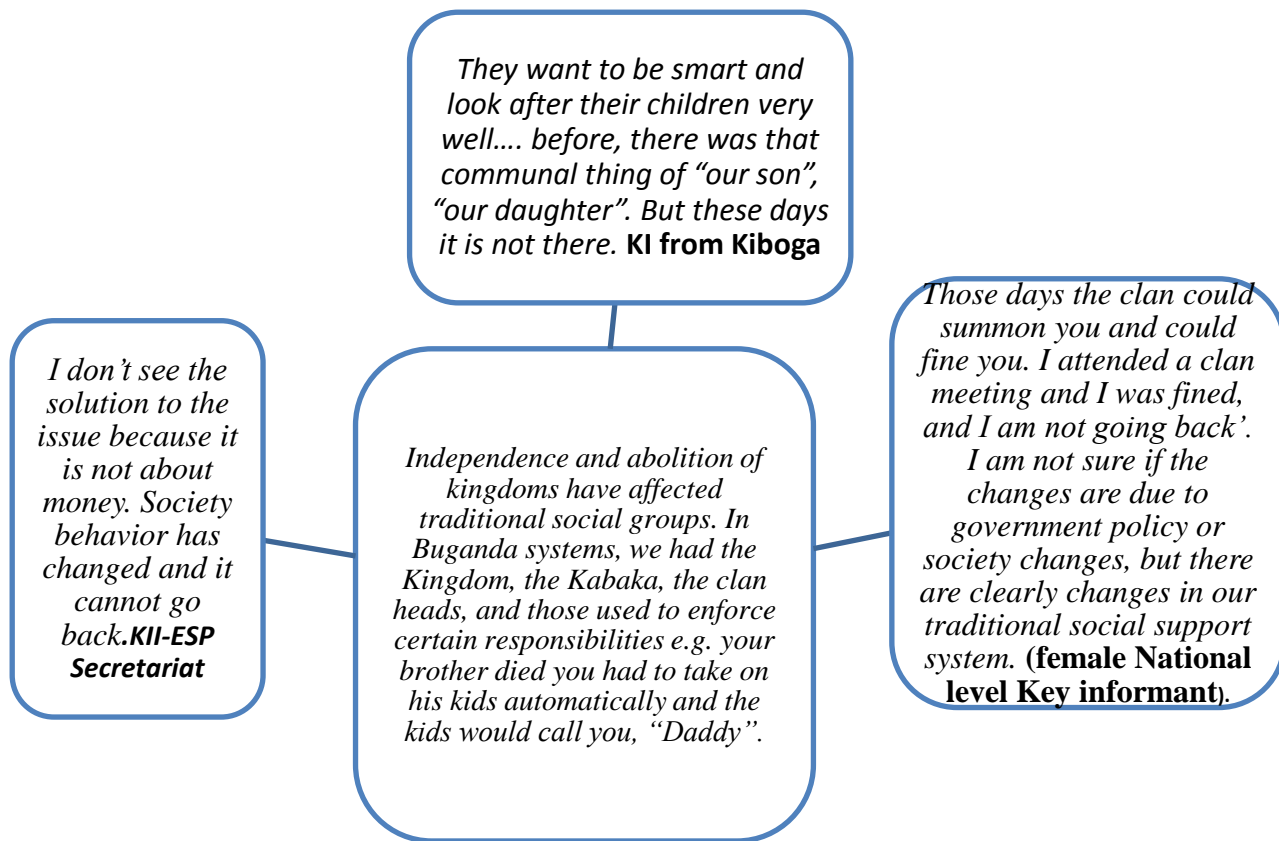 They want to be smart and
look after their children very
well.... before, there was that
communal thing of “our son”,
“our daughter”. But these days
it is not there. KI from Kiboga
I don’t see the
solution to the
issue because it
is not about
money. Society
behavior has
changed and it
cannot go
back.KII-ESP
Secretariat
Independence and abolition of
kingdoms have affected
traditional social groups. In
Buganda systems, we had the
Kingdom, the Kabaka, the clan
heads, and those used to enforce
certain responsibilities e.g. your
brother died you had to take on
his kids automatically and the
kids would call you, “Daddy”.
Those days the clan could
summon you and could
fine you. I attended a clan
meeting and I was fined,
and I am not going back’.
I am not sure if the
changes are due to
government policy or
society changes, but there
are clearly changes in our
traditional social support
system. (female National
level Key informant).